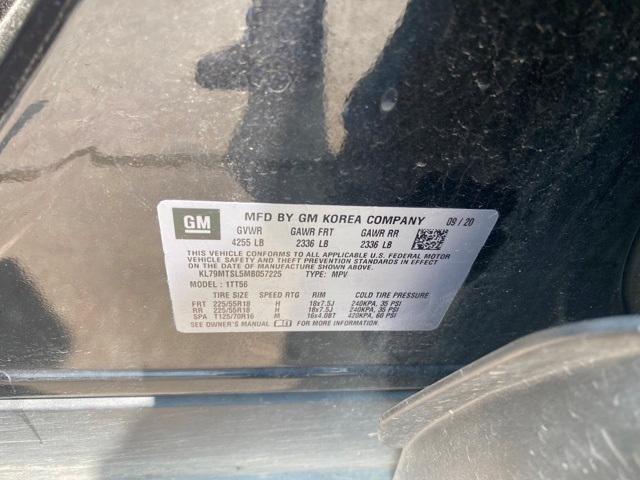 GM MFD BY GM KOREA COMPANY 09 / 20
GVWR GAWR FRT GAWR RR
4255 LB 2336 LB 2336 LB
THIS VEHICLE CONFORMS TO ALL APPLICABLE U.S. FEDERAL MOTOR
VEHICLE SAFETY AND THEFT PREVENTION STANDARDS IN EFFECT ON THE
DATE OF MANUFACTURE SHOWN ABOVE.
KL79MTSL5MB057225 TYPE: MPV
MODEL : 1TT56
TIRE SIZE SPEED RTG RIM COLD TIRE PRESSURE
FRT 225/55R18 H 18x7.5J 240KPA, 35 PSI
RR 225/55R18 H 18x7.5J 240KPA, 35 PSI
SPA T125/70R16 M 16x4.0BT 420KPA, 60 PSI
SEE OWNER'S MANUAL